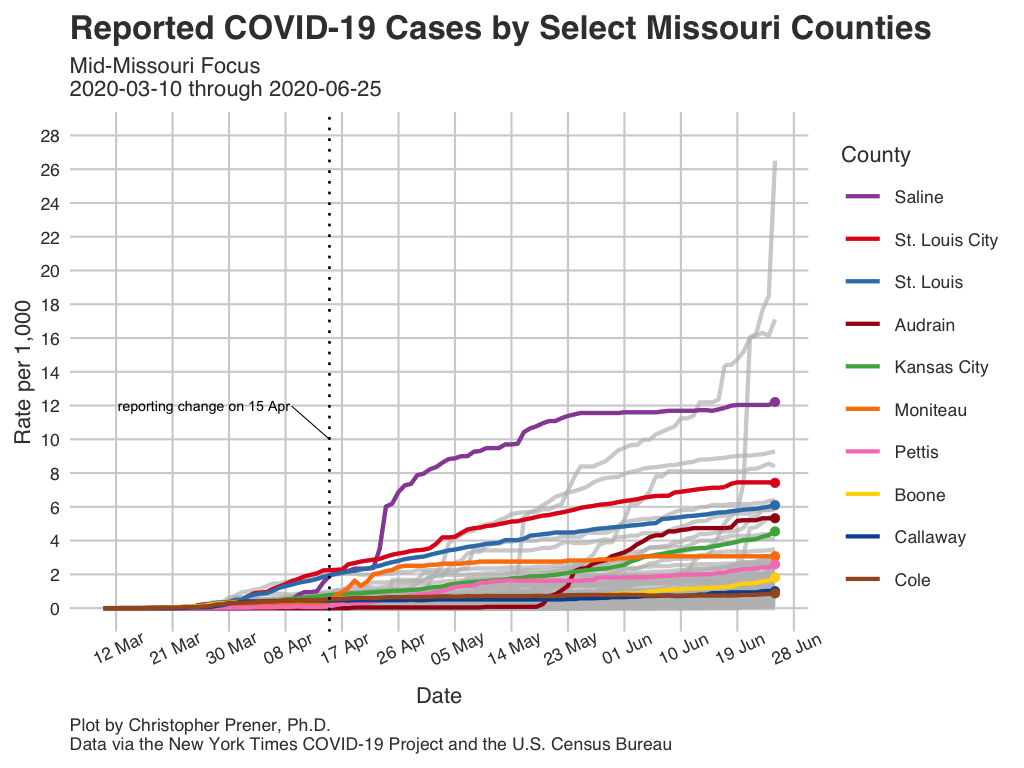 Reported COVID-19 Cases by Select Missouri Counties
Mid-Missouri Focus
2020-03-10 through 2020-06-25
Rate per 1,000
28
26
24
22
20
18
16
14
12
10
8
6
4
2
0
reporting change on 15 Apr
12 Mar
21 Mar
30 Mar
08 Apr
17 Apr
26 Apr
05 May
14 May
23 May
01 Jun
10 Jun
19 Jun
28 Jun
Date
County
Saline
St. Louis City
St. Louis
Audrain
Kansas City
Moniteau
Pettis
Boone
Callaway
Cole
Plot by Christopher Prener, Ph.D.
Data via the New York Times COVID-19 Project and the U.S. Census Bureau